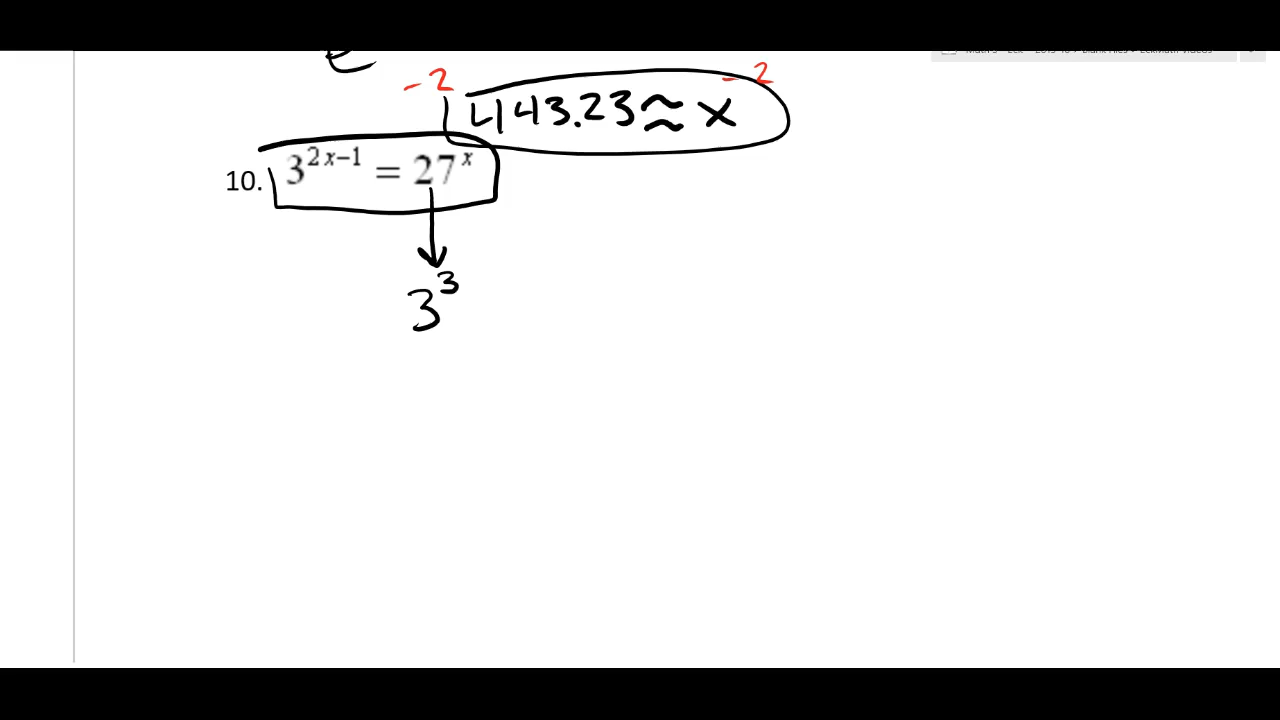 e
-2 -2
443.23 ≈ x
10. 3^{2x-1} = 27^x
3^3